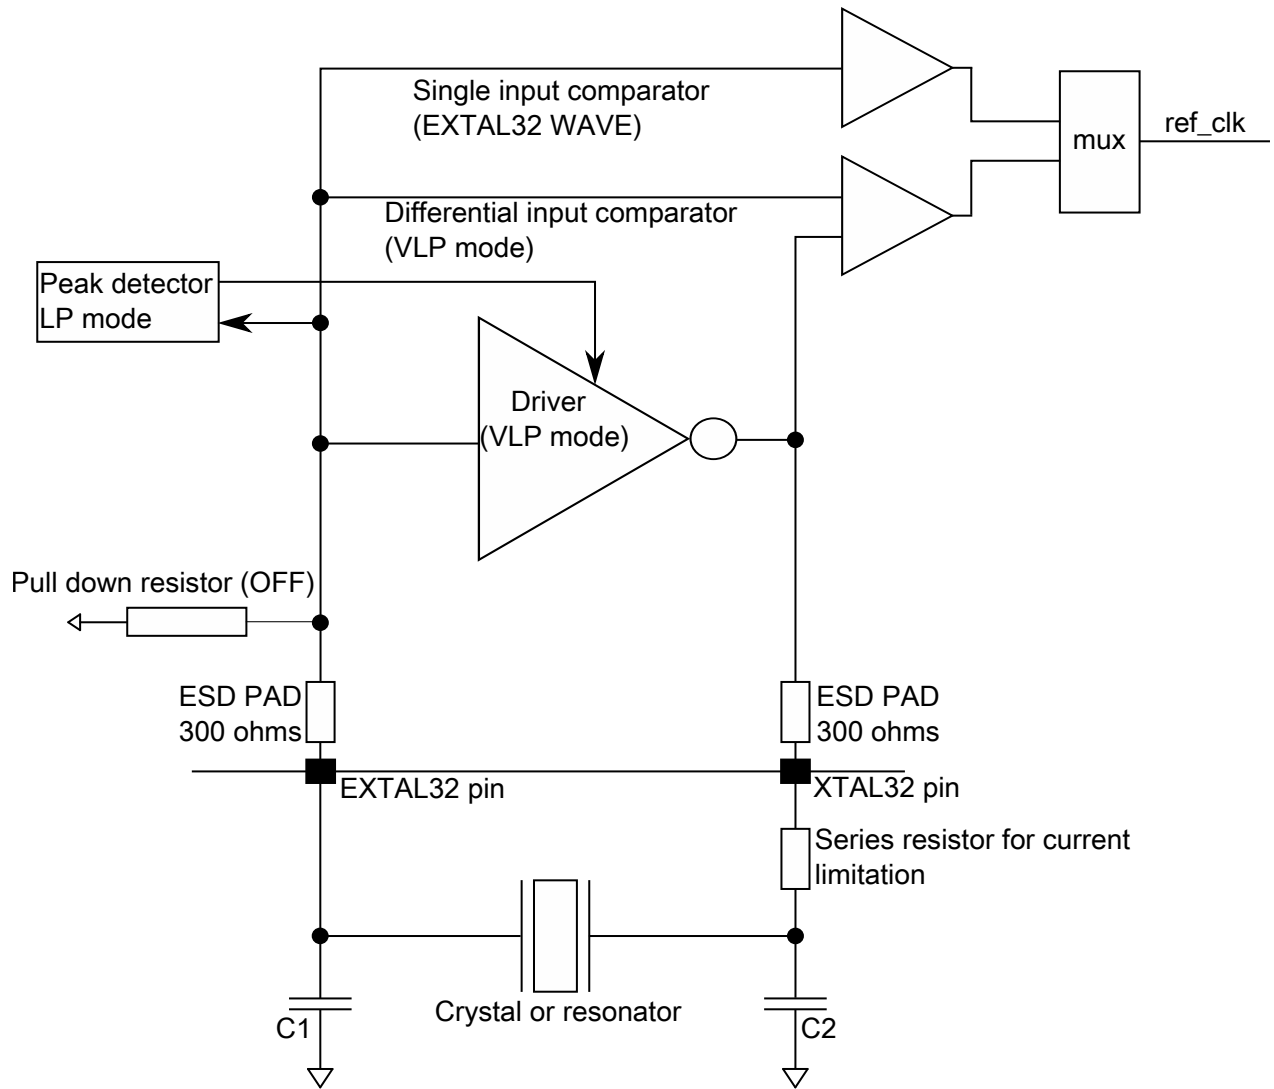 Single input comparator
(EXTAL32 WAVE)
ref_clk
mux
Differential input comparator
(VLP mode)
Peak detector
LP mode
Driver
(VLP mode)
Pull down resistor (OFF)
ESD PAD
300 ohms
ESD PAD
300 ohms
EXTAL32 pin
XTAL32 pin
Series resistor for current
limitation
Crystal or resonator
C1
C2